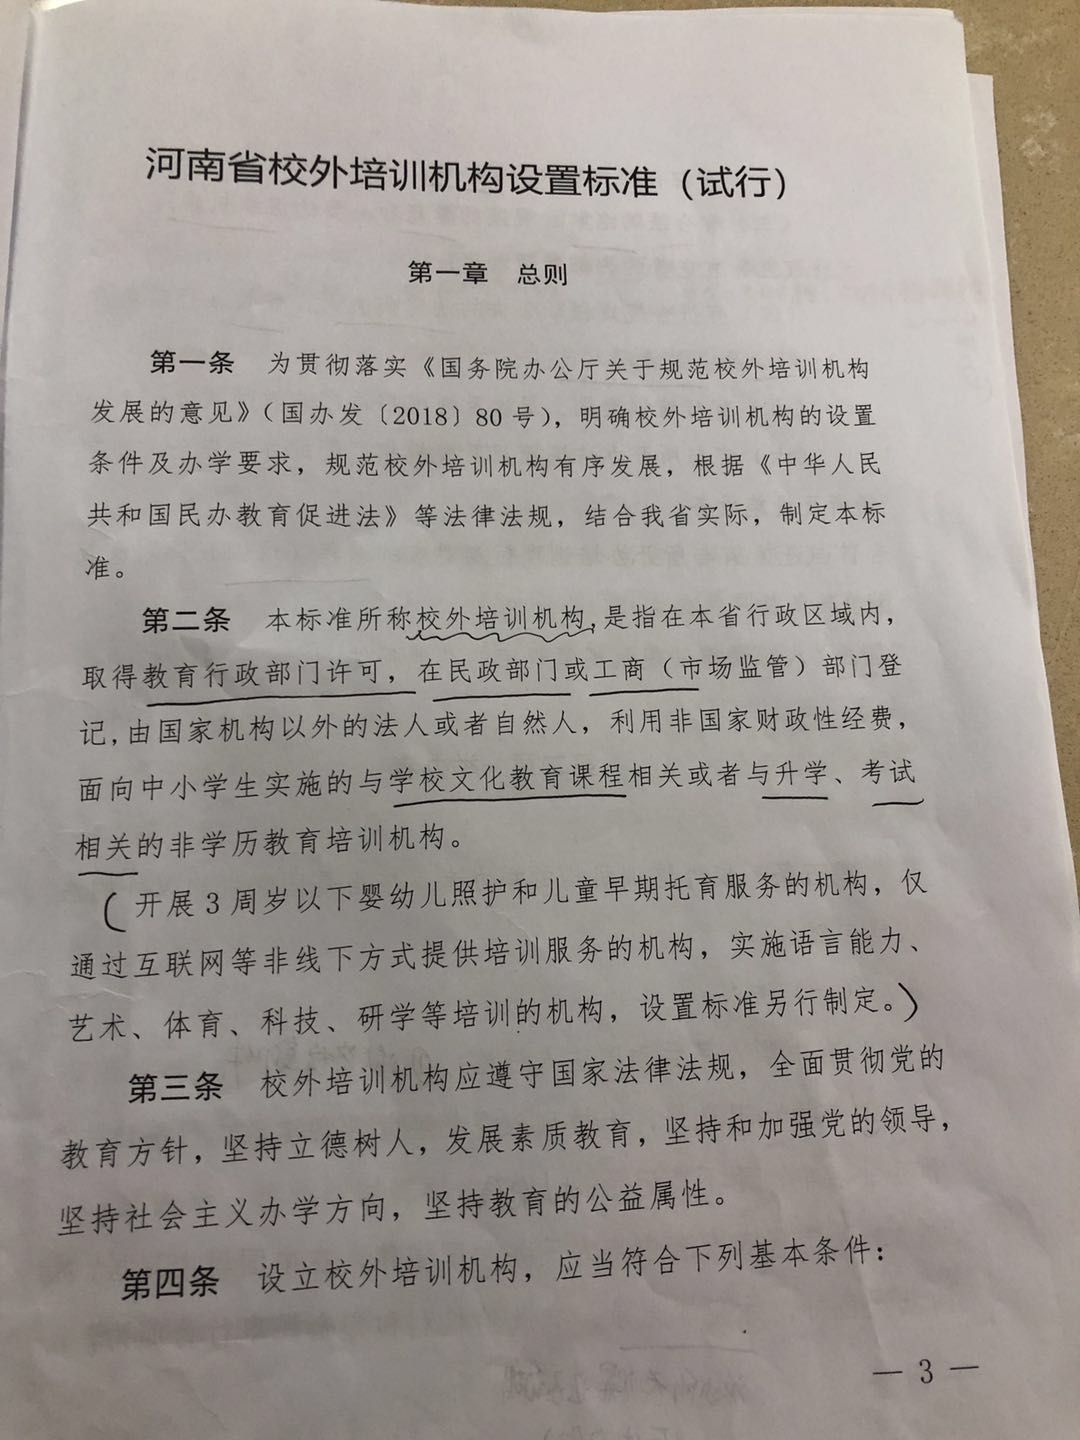 河南省校外培训机构设置标准（试行）
第一章 总则
第一条 为贯彻落实《国务院办公厅关于规范校外培训机构
发展的意见》（国办发〔2018〕80号），明确校外培训机构的设置
条件及办学要求，规范校外培训机构有序发展，根据《中华人民
共和国民办教育促进法》等法律法规，结合我省实际，制定本标
准。
第二条 本标准所称校外培训机构，是指在本省行政区域内，
取得教育行政部门许可，在民政部门或工商（市场监管）部门登
记，由国家机构以外的法人或者自然人，利用非国家财政性经费，
面向中小学生实施的与学校文化教育课程相关或者与升学、考试
相关的非学历教育培训机构。
（开展3周岁以下婴幼儿照护和儿童早期托育服务的机构，仅
通过互联网等非线下方式提供培训服务的机构，实施语言能力、
艺术、体育、科技、研学等培训的机构，设置标准另行制定。）
第三条 校外培训机构应遵守国家法律法规，全面贯彻党的
教育方针，坚持立德树人，发展素质教育，坚持和加强党的领导，
坚持社会主义办学方向，坚持教育的公益属性。
第四条 设立校外培训机构，应当符合下列基本条件：
— 3 —